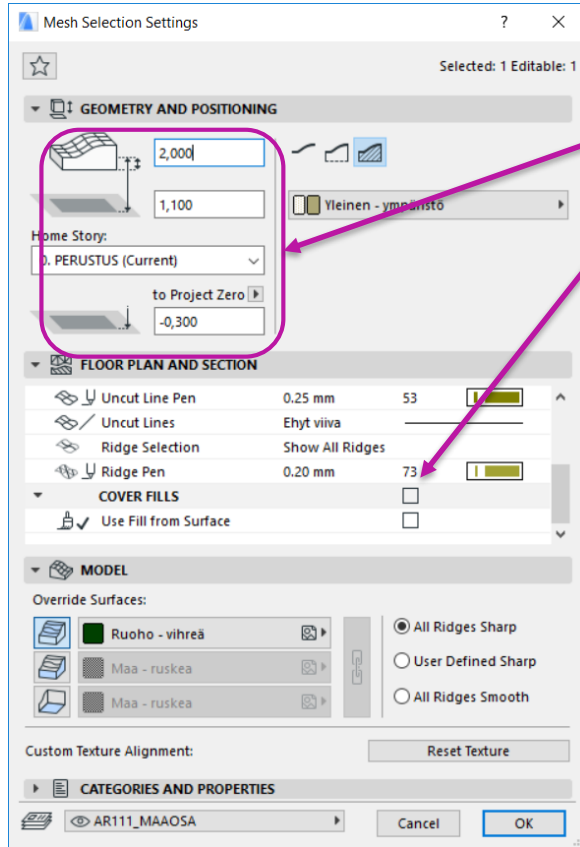 Mesh Selection Settings ? ×
Selected: 1 Editable: 1
GEOMETRY AND POSITIONING
2,000
1,100
Yleinen - ympäristö
Home Story:
0. PERUSTUS (Current)
to Project Zero
-0,300
FLOOR PLAN AND SECTION
Uncut Line Pen 0.25 mm 53
Uncut Lines Ehyt viiva
Ridge Selection Show All Ridges
Ridge Pen 0.20 mm 73
COVER FILLS
Use Fill from Surface
MODEL
Override Surfaces:
Ruoho - vihreä
All Ridges Sharp
Maa - ruskea
User Defined Sharp
Maa - ruskea
All Ridges Smooth
Custom Texture Alignment: Reset Texture
CATEGORIES AND PROPERTIES
AR111_MAAOSA Cancel OK